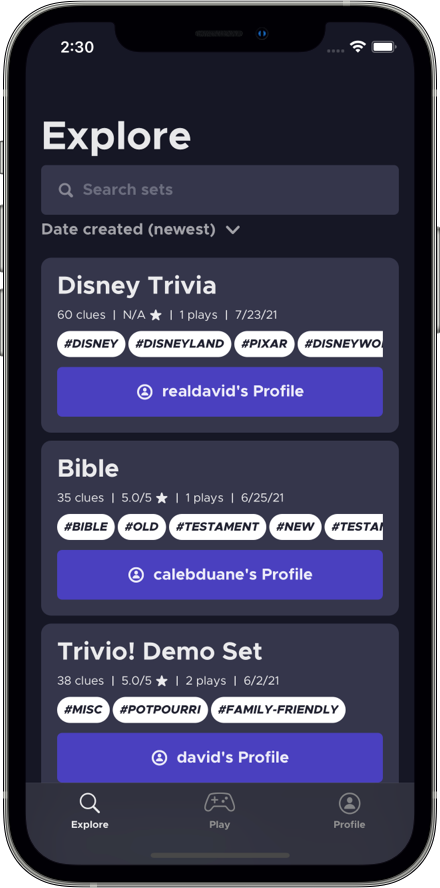 2:30
Explore
Search sets
Date created (newest)
Disney Trivia
60 clues | N/A ★ | 1 plays | 7/23/21
#DISNEY #DISNEYLAND #PIXAR #DISNEYWO
realdavid's Profile
Bible
35 clues | 5.0/5 ★ | 1 plays | 6/25/21
#BIBLE #OLD #TESTAMENT #NEW #TESTA
calebduane's Profile
Trivio! Demo Set
38 clues | 5.0/5 ★ | 2 plays | 6/2/21
#MISC #POTPOURRI #FAMILY-FRIENDLY
david's Profile
Explore Play Profile